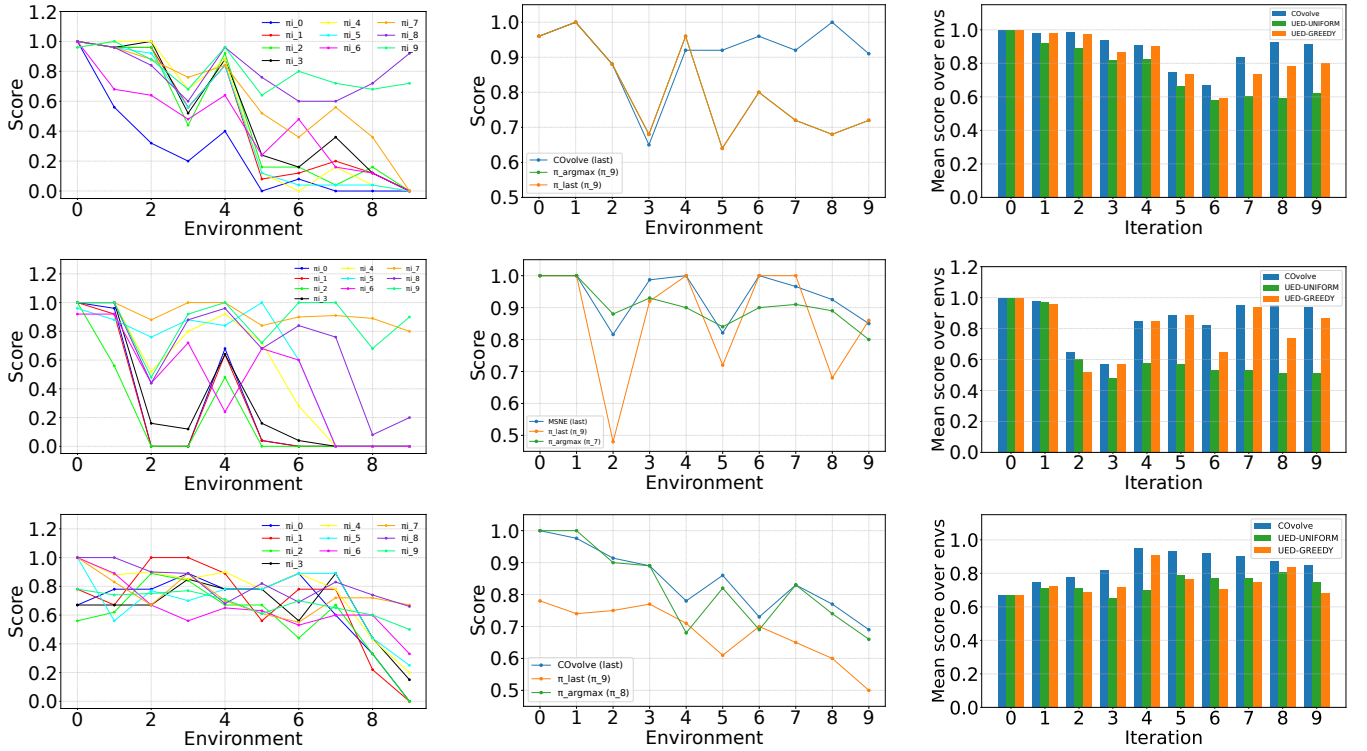 1.0
0.8
0.6
0.4
0.2
0.0
Score
0 2 4 6 8
Environment
πi_0 πi_4 πi_7
πi_1 πi_5 πi_8
πi_2 πi_6 πi_9
πi_3
1.0
0.9
0.8
0.7
0.6
0.5
Score
COvolve (last)
π_argmax (π_9)
π_last (π_9)
0 1 2 3 4 5 6 7 8 9
Environment
1.0
0.8
0.6
0.4
0.2
0.0
Mean score over envs
COvolve
UED-UNIFORM
UED-GREEDY
0 1 2 3 4 5 6 7 8 9
Iteration
1.2
1.0
0.8
0.6
0.4
0.2
0.0
Score
0 2 4 6 8
Environment
πi_0 πi_4 πi_7
πi_1 πi_5 πi_8
πi_2 πi_6 πi_9
πi_3
1.0
0.9
0.8
0.7
0.6
0.5
Score
MSNE (last)
π_last (π_9)
π_argmax (π_7)
0 1 2 3 4 5 6 7 8 9
Environment
1.2
1.0
0.8
0.6
0.4
0.2
0.0
Mean score over envs
COvolve
UED-UNIFORM
UED-GREEDY
0 1 2 3 4 5 6 7 8 9
Iteration
1.2
1.0
0.8
0.6
0.4
0.2
0.0
Score
0 2 4 6 8
Environment
πi_0 πi_4 πi_7
πi_1 πi_5 πi_8
πi_2 πi_6 πi_9
πi_3
1.0
0.9
0.8
0.7
0.6
0.5
Score
COvolve (last)
π_last (π_9)
π_argmax (π_8)
0 1 2 3 4 5 6 7 8 9
Environment
1.0
0.8
0.6
0.4
0.2
0.0
Mean score over envs
COvolve
UED-UNIFORM
UED-GREEDY
0 1 2 3 4 5 6 7 8 9
Iteration